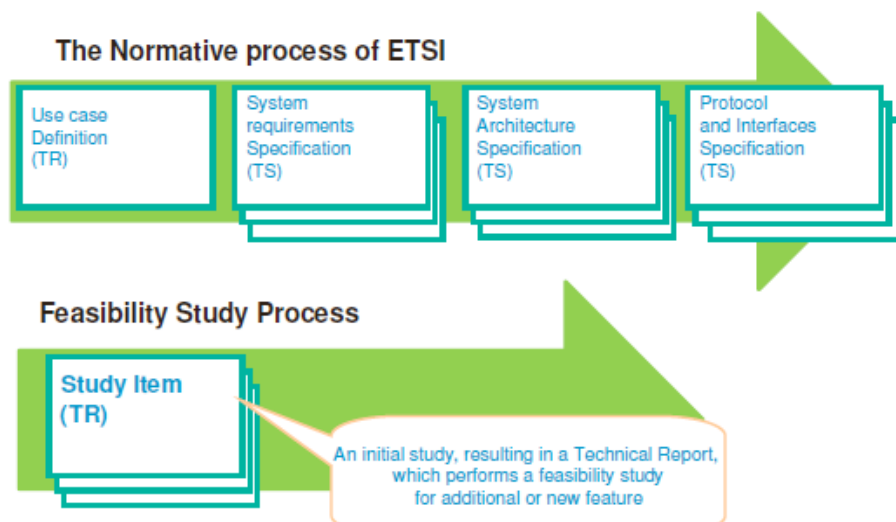 The Normative process of ETSI
Use case
Definition
(TR)
System
requirements
Specification
(TS)
System
Architecture
Specification
(TS)
Protocol
and Interfaces
Specification
(TS)
Feasibility Study Process
Study Item
(TR)
An initial study, resulting in a Technical Report,
which performs a feasibility study
for additional or new feature